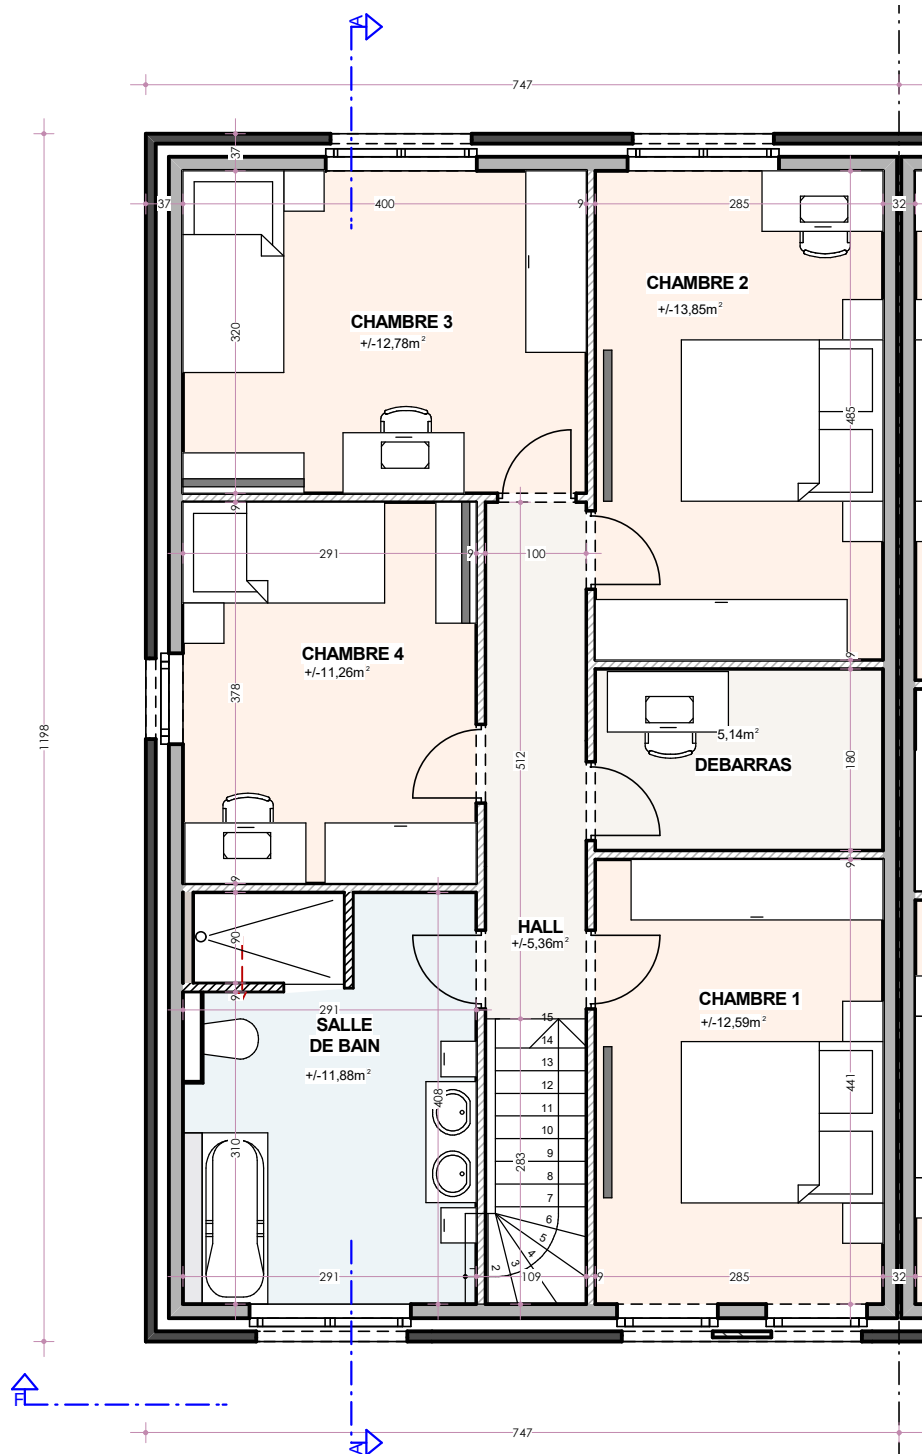 A
747
37
37
400
9
285
32
CHAMBRE 2
+/-13,85m²
CHAMBRE 3
+/-12,78m²
320
485
9
291
9
100
CHAMBRE 4
+/-11,26m²
9
378
1198
512
5,14m²
DEBARRAS
180
9
9
HALL
+/-5,36m²
90
9
291
CHAMBRE 1
+/-12,59m²
SALLE
DE BAIN
+/-11,88m²
15
14
13
12
11
10
9
8
7
6
5
4
3
2
1
408
441
310
283
291
109
9
285
32
F
A
747